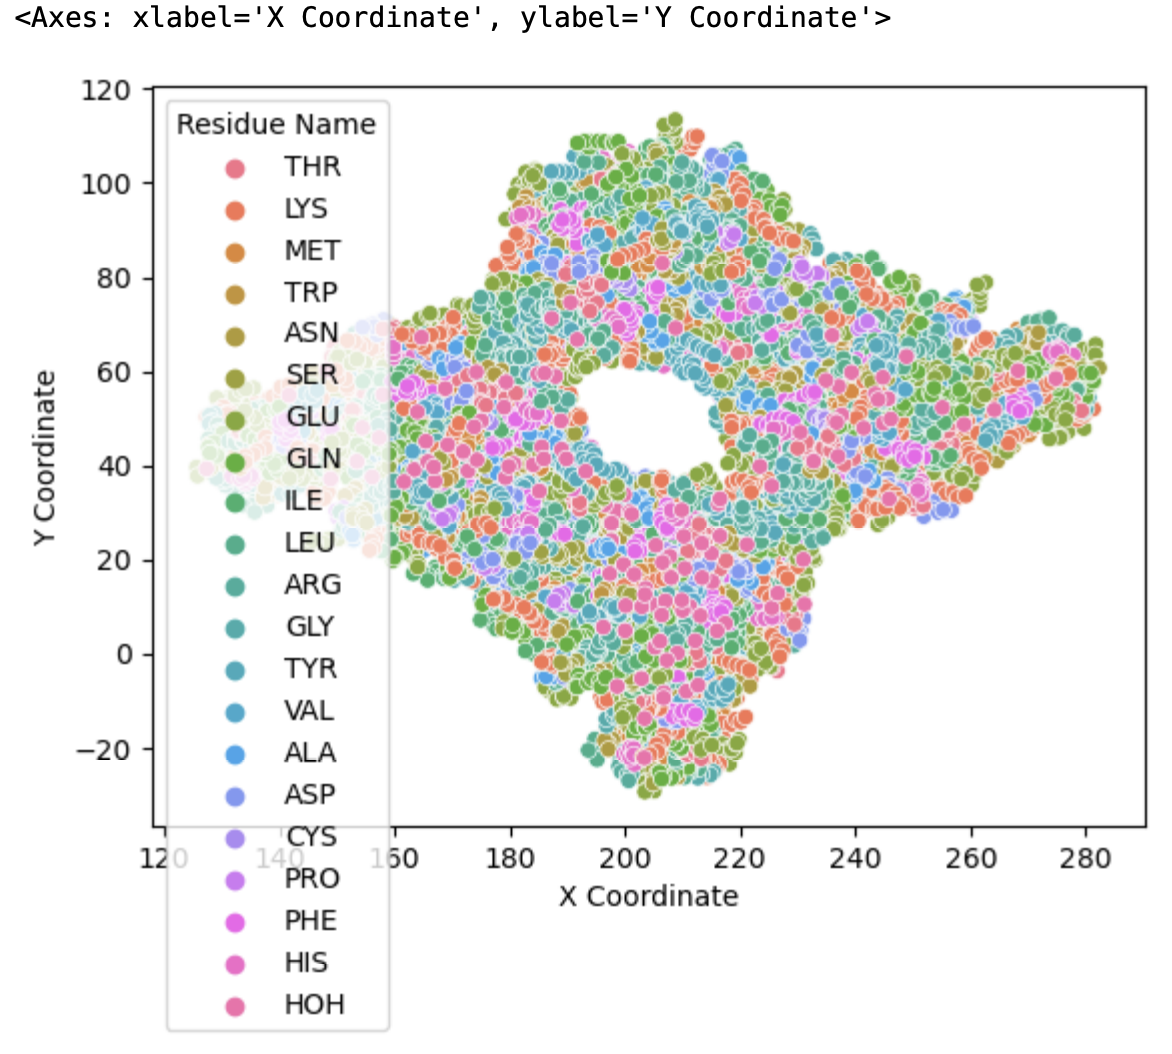 <Axes: xlabel='X Coordinate', ylabel='Y Coordinate'>
120
100
80
60
40
20
0
−20
Y Coordinate
Residue Name
THR
LYS
MET
TRP
ASN
SER
GLU
GLN
ILE
LEU
ARG
GLY
TYR
VAL
ALA
ASP
CYS
PRO
PHE
HIS
HOH
120 140 160 180 200 220 240 260 280
X Coordinate